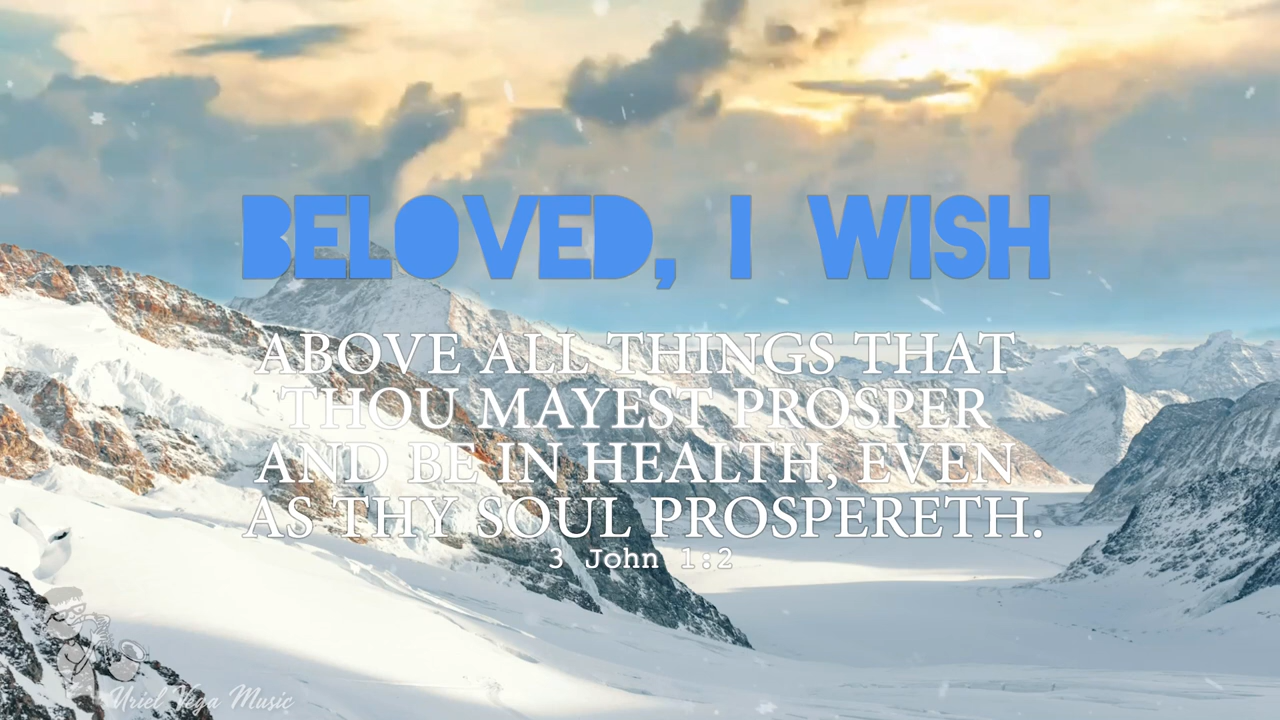 BELOVED, I WISH
ABOVE ALL THINGS THAT
THOU MAYEST PROSPER
AND BE IN HEALTH, EVEN
AS THY SOUL PROSPERETH.
3 John 1:2
Uriel Vega Music